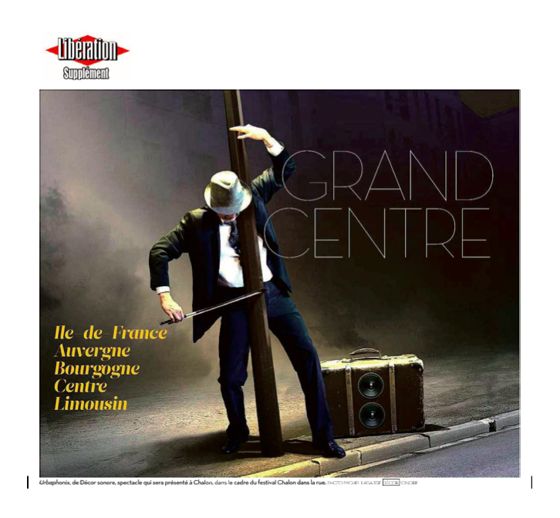 Libération
Supplément
GRAND
CENTRE
Ile-de-France
Auvergne
Bourgogne
Centre
Limousin
Urbaphonix, de Décor sonore, spectacle qui sera présenté à Chalon, dans le cadre du festival Chalon dans la rue.